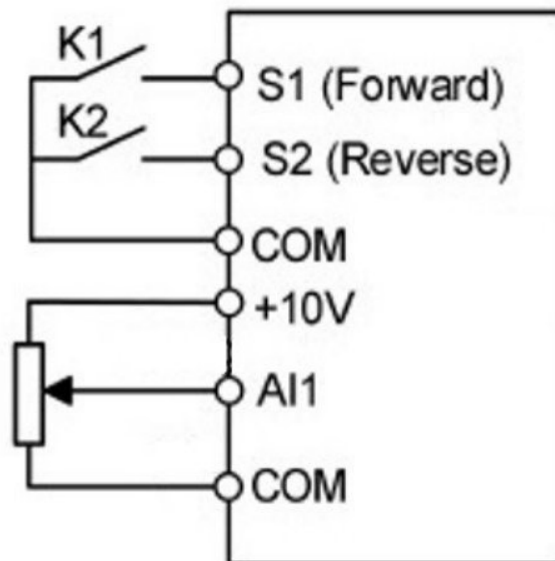 K1
S1 (Forward)
K2
S2 (Reverse)
COM
+10V
AI1
COM